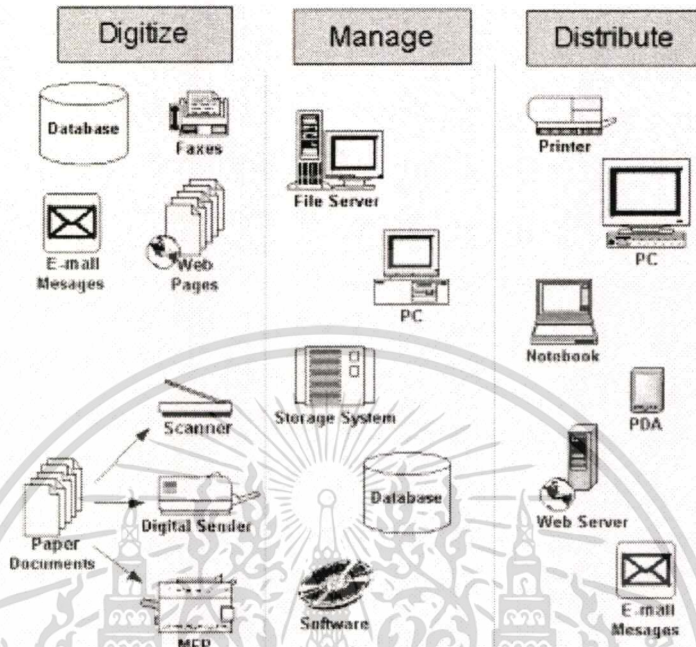 Digitize
Manage
Distribute
Database
Faxes
E-mail
Mesages
Web
Pages
Scanner
Paper
Documents
Digital Sender
MFP
File Server
PC
Storage System
Database
Software
Printer
PC
Notebook
PDA
Web Server
E-mail
Mesages